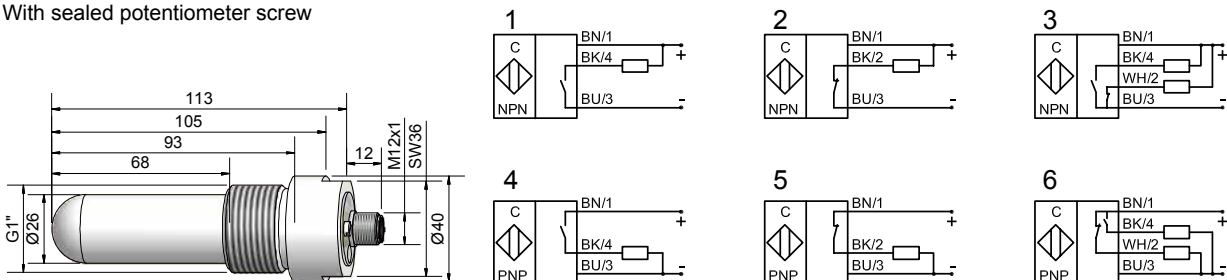 With sealed potentiometer screw
113
105
93
68
12
M12x1
SW36
G1"
Ø26
Ø40
1
C
NPN
BN/1
BK/4
BU/3
+
-
2
C
NPN
BN/1
BK/2
BU/3
+
-
3
C
NPN
BN/1
BK/4
WH/2
BU/3
+
-
4
C
PNP
BN/1
BK/4
BU/3
+
-
5
C
PNP
BN/1
BK/2
BU/3
+
-
6
C
PNP
BN/1
BK/4
WH/2
BU/3
+
-